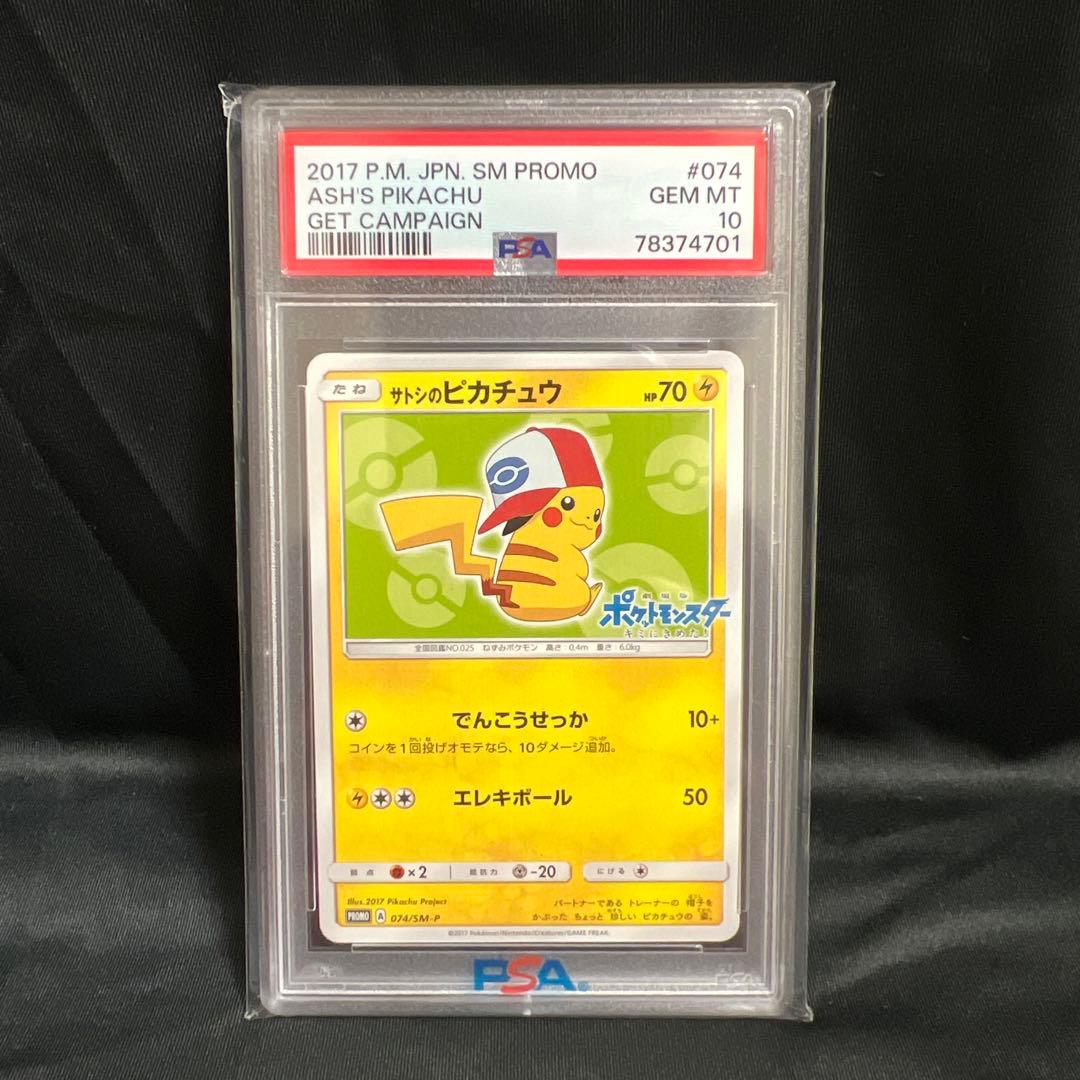 2017 P.M. JPN. SM PROMO #074
ASH'S PIKACHU GEM MT
GET CAMPAIGN 10
78374701
PSA
たね サトシのピカチュウ HP70
劇場版
ポケットモンスター
キミにきめた!
全国図鑑NO.025 ねずみポケモン 高さ:0.4m 重さ:6.0kg
でんこうせっか 10+
コインを1回投げオモテなら、10ダメージ追加。
エレキボール 50
弱点 ×2 抵抗力 -20 にげる
Illus.2017 Pikachu Project
PROMO A 074/SM-P
パートナーである トレーナーの 帽子を
かぶった ちょっと 珍しい ピカチュウの 姿。
©2017 Pokémon/Nintendo/Creatures/GAME FREAK.
PSA
PSA